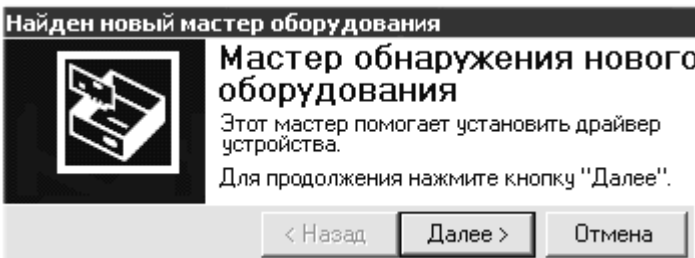 Найден новый мастер оборудования
Мастер обнаружения нового
оборудования
Этот мастер помогает установить драйвер
устройства.
Для продолжения нажмите кнопку "Далее".
< Назад Далее > Отмена